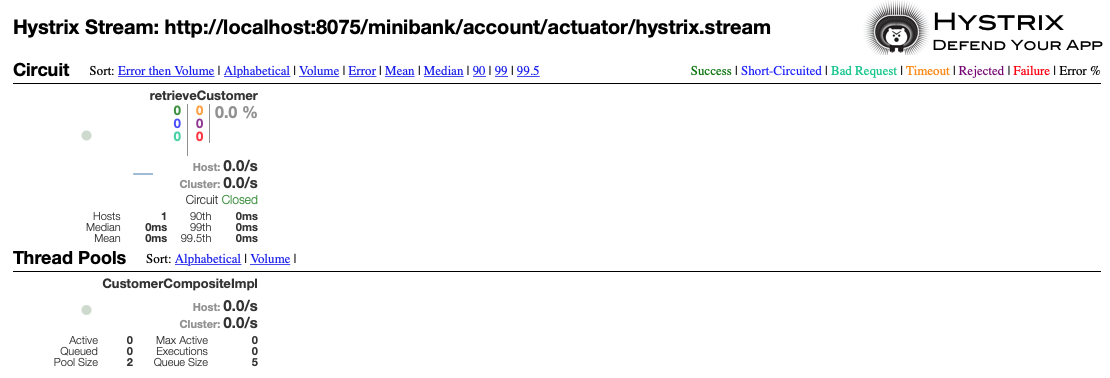 Hystrix Stream: http://localhost:8075/minibank/account/actuator/hystrix.stream
HYSTRIX
DEFEND YOUR APP
Circuit Sort: Error then Volume | Alphabetical | Volume | Error | Mean | Median | 90 | 99 | 99.5
Success | Short-Circuited | Bad Request | Timeout | Rejected | Failure | Error %
retrieveCustomer
0 0 0.0 %
0 0
0 0
Host: 0.0/s
Cluster: 0.0/s
Circuit Closed
Hosts 1 90th 0ms
Median 0ms 99th 0ms
Mean 0ms 99.5th 0ms
Thread Pools Sort: Alphabetical | Volume |
CustomerCompositeImpl
Host: 0.0/s
Cluster: 0.0/s
Active 0 Max Active 0
Queued 0 Executions 0
Pool Size 2 Queue Size 5